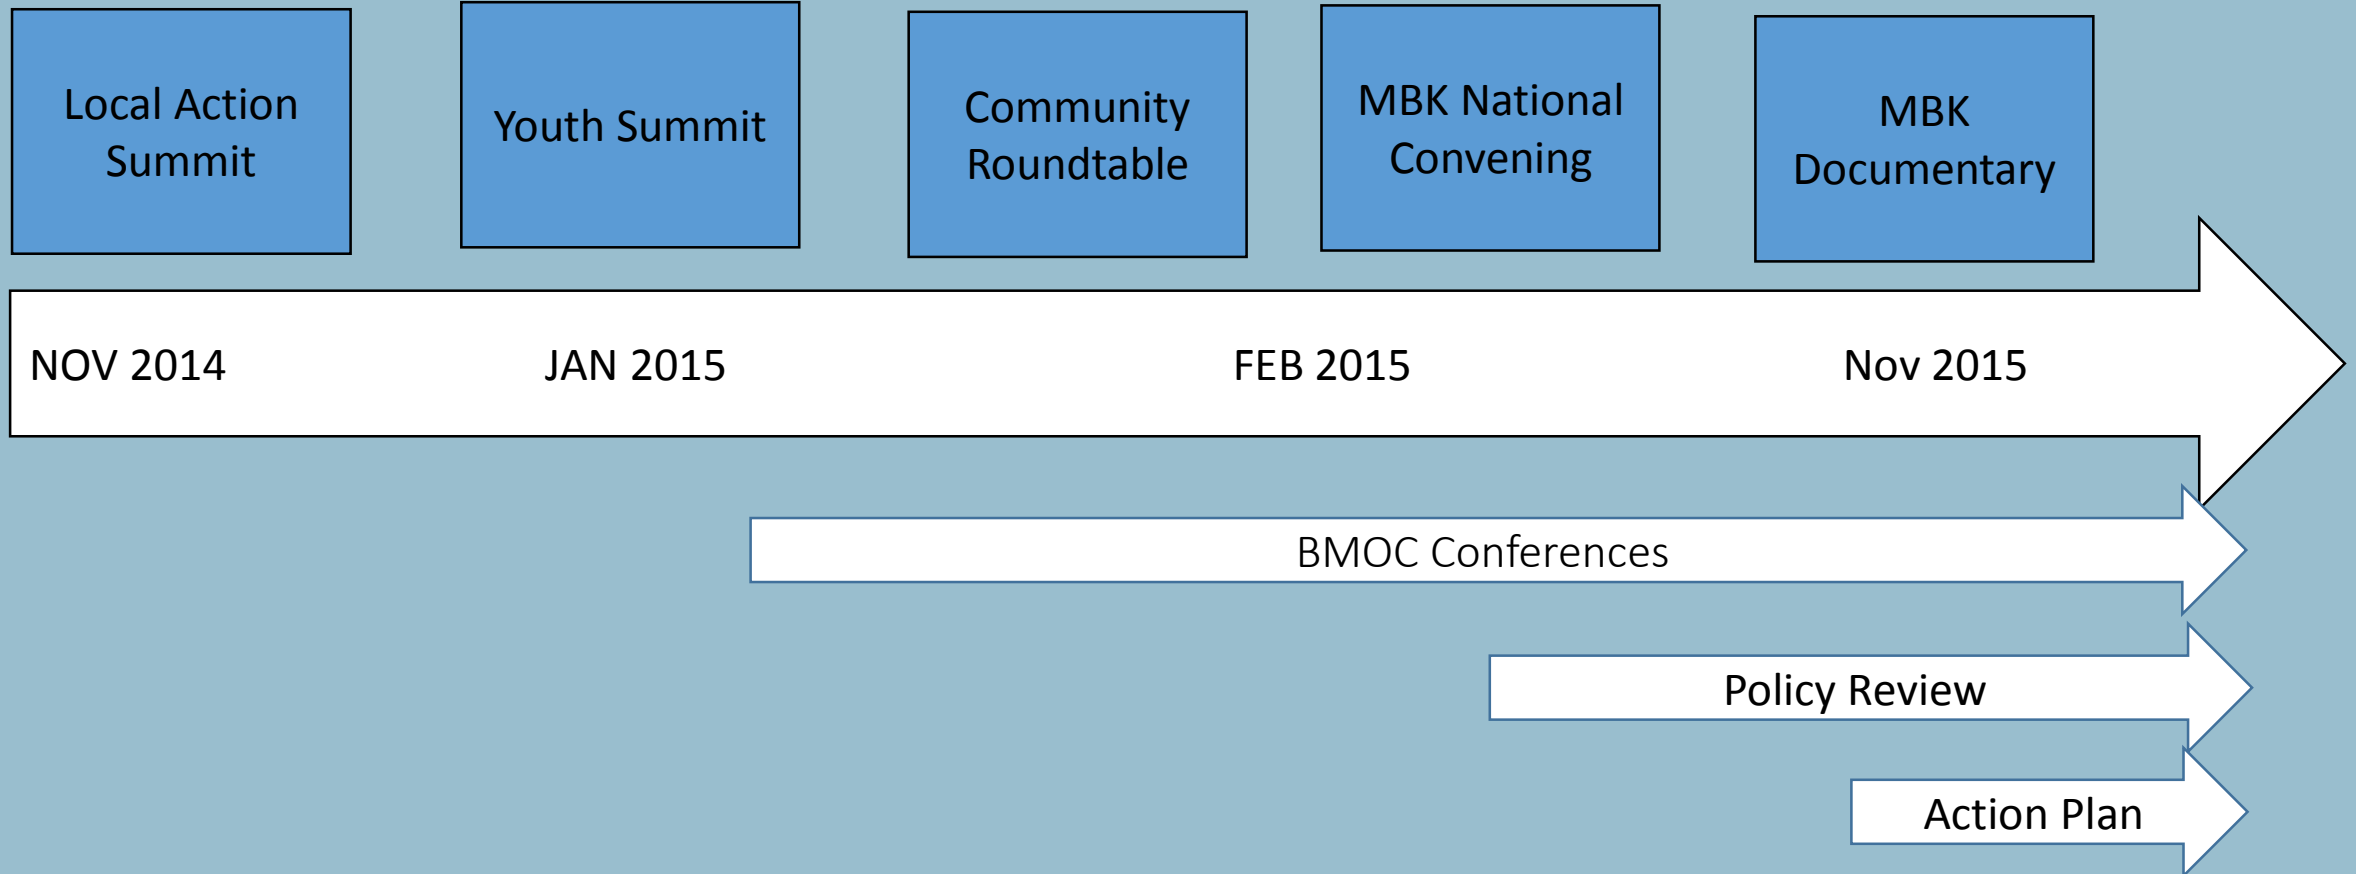 Local Action
Summit
Youth Summit
Community
Roundtable
MBK National
Convening
MBK
Documentary
NOV 2014
JAN 2015
FEB 2015
Nov 2015
BMOC Conferences
Policy Review
Action Plan